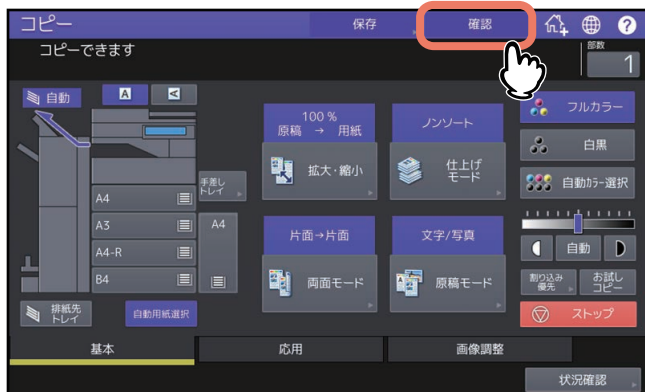 コピー
保存
確認
?
コピーできます
部数
1
自動
A
A
100 %
原稿 → 用紙
ノンソート
フルカラー
拡大・縮小
仕上げ
モード
白黒
自動カラー選択
手差し
トレイ
A4
A3
A4-R
B4
A4
片面→片面
文字/写真
両面モード
原稿モード
自動
割り込み
優先
お試し
コピー
排紙先
トレイ
自動用紙選択
ストップ
基本
応用
画像調整
状況確認